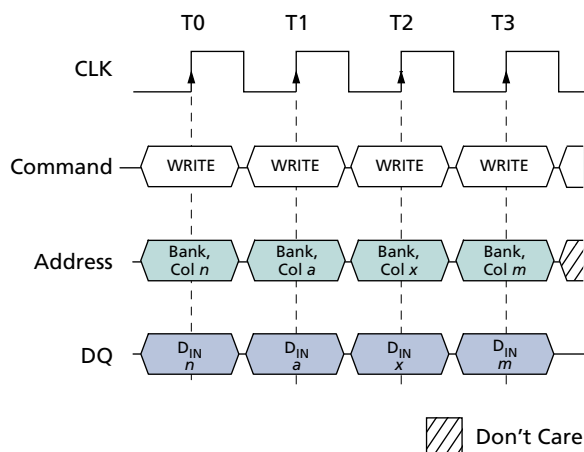 T0 T1 T2 T3
CLK
Command WRITE WRITE WRITE WRITE
Bank, Bank, Bank, Bank,
Address
Col n Col a Col x Col m
DQ
DIN DIN DIN DIN
n a x m
Don't Care